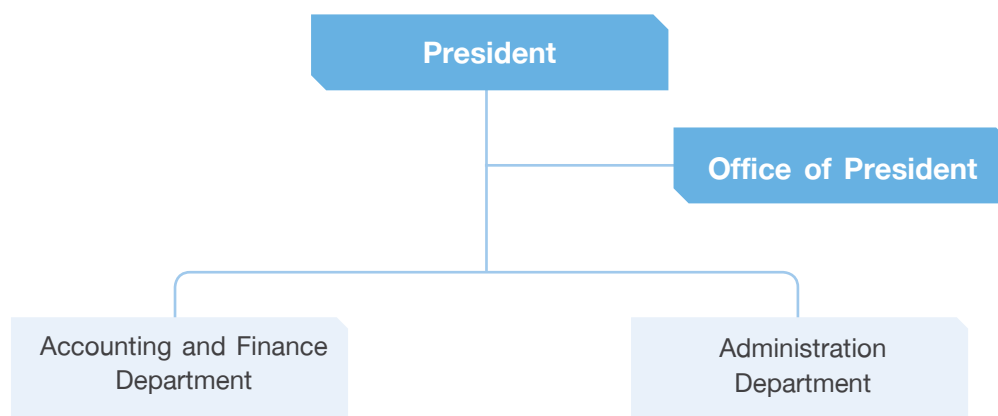 President
Office of President
Accounting and Finance
Department
Administration
Department